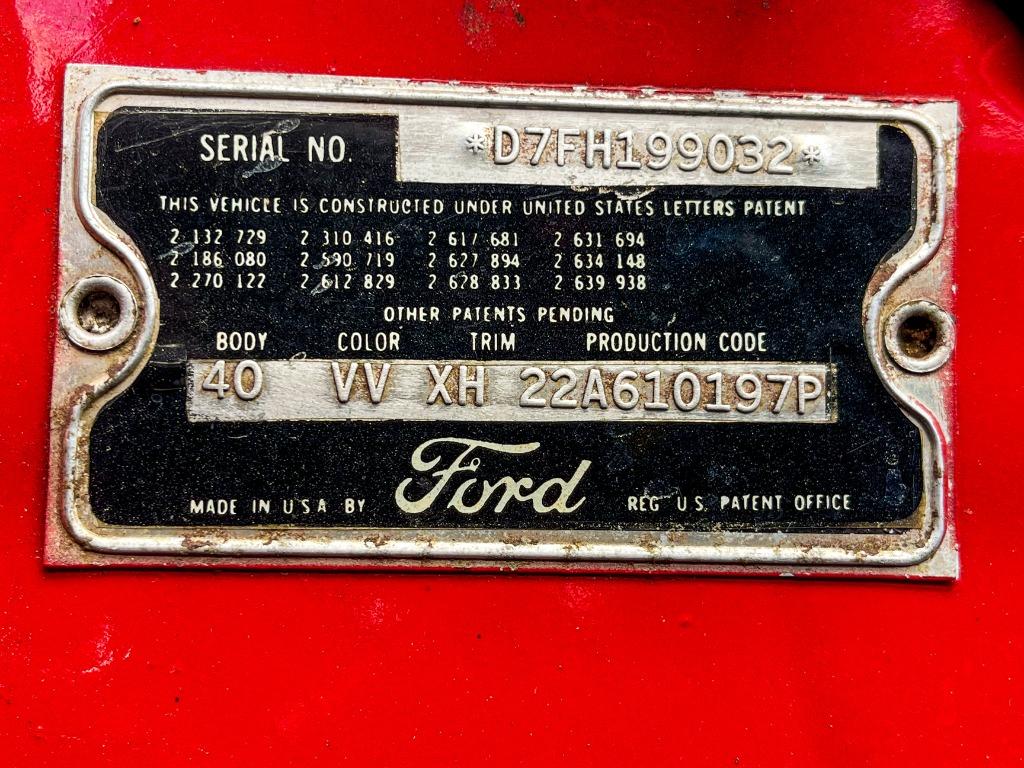 SERIAL NO. *D7FH199032*
THIS VEHICLE IS CONSTRUCTED UNDER UNITED STATES LETTERS PATENT
2 132 729 2 310 416 2 617 681 2 631 694
2 186 080 2 590 719 2 627 894 2 634 148
2 270 122 2 612 829 2 628 833 2 639 938
OTHER PATENTS PENDING
BODY COLOR TRIM PRODUCTION CODE
40 VV XH 22A610197P
MADE IN U.S.A BY Ford REG U.S. PATENT OFFICE